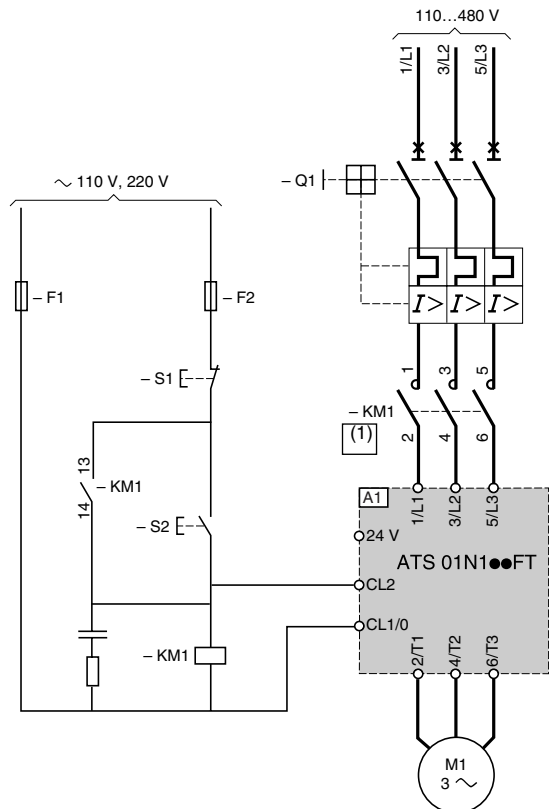 110...480 V
1/L1
3/L2
5/L3
– Q1
I>
I>
I>
∼ 110 V, 220 V
– F1
– F2
– S1
1
3
5
– KM1
2
4
6
(1)
13
– KM1
14
– S2
A1
1/L1
3/L2
5/L3
24 V
ATS 01N1●●FT
CL2
CL1/0
– KM1
2/T1
4/T2
6/T3
M1
3 ∼